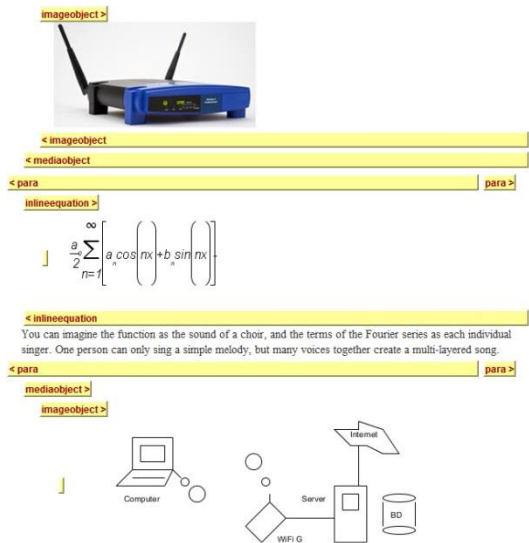 imageobject >
< imageobject
< mediaobject
< para para >
inlineequation >
a/2 ∞ ∑ n=1 [ a n cos ( nx ) + b n sin ( nx ) ]
< inlineequation
You can imagine the function as the sound of a choir, and the terms of the Fourier series as each individual
singer. One person can only sing a simple melody, but many voices together create a multi-layered song.
< para para >
mediaobject >
imageobject >
Internet
Computer
Server
BD
WiFi G